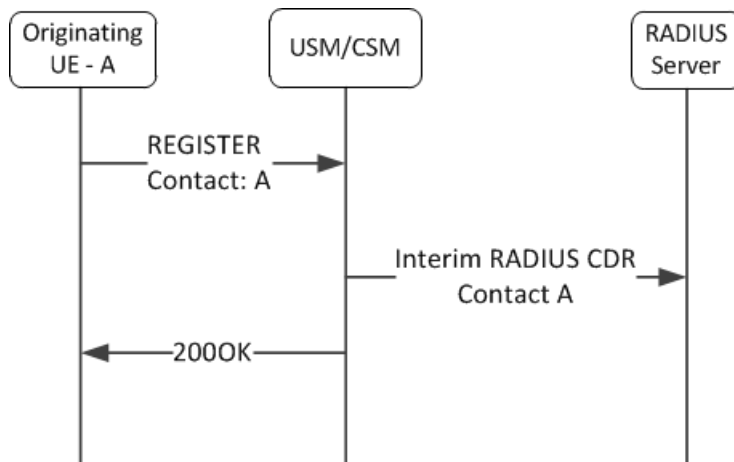 Originating
UE - A
USM/CSM
RADIUS
Server
REGISTER
Contact: A
Interim RADIUS CDR
Contact A
200OK